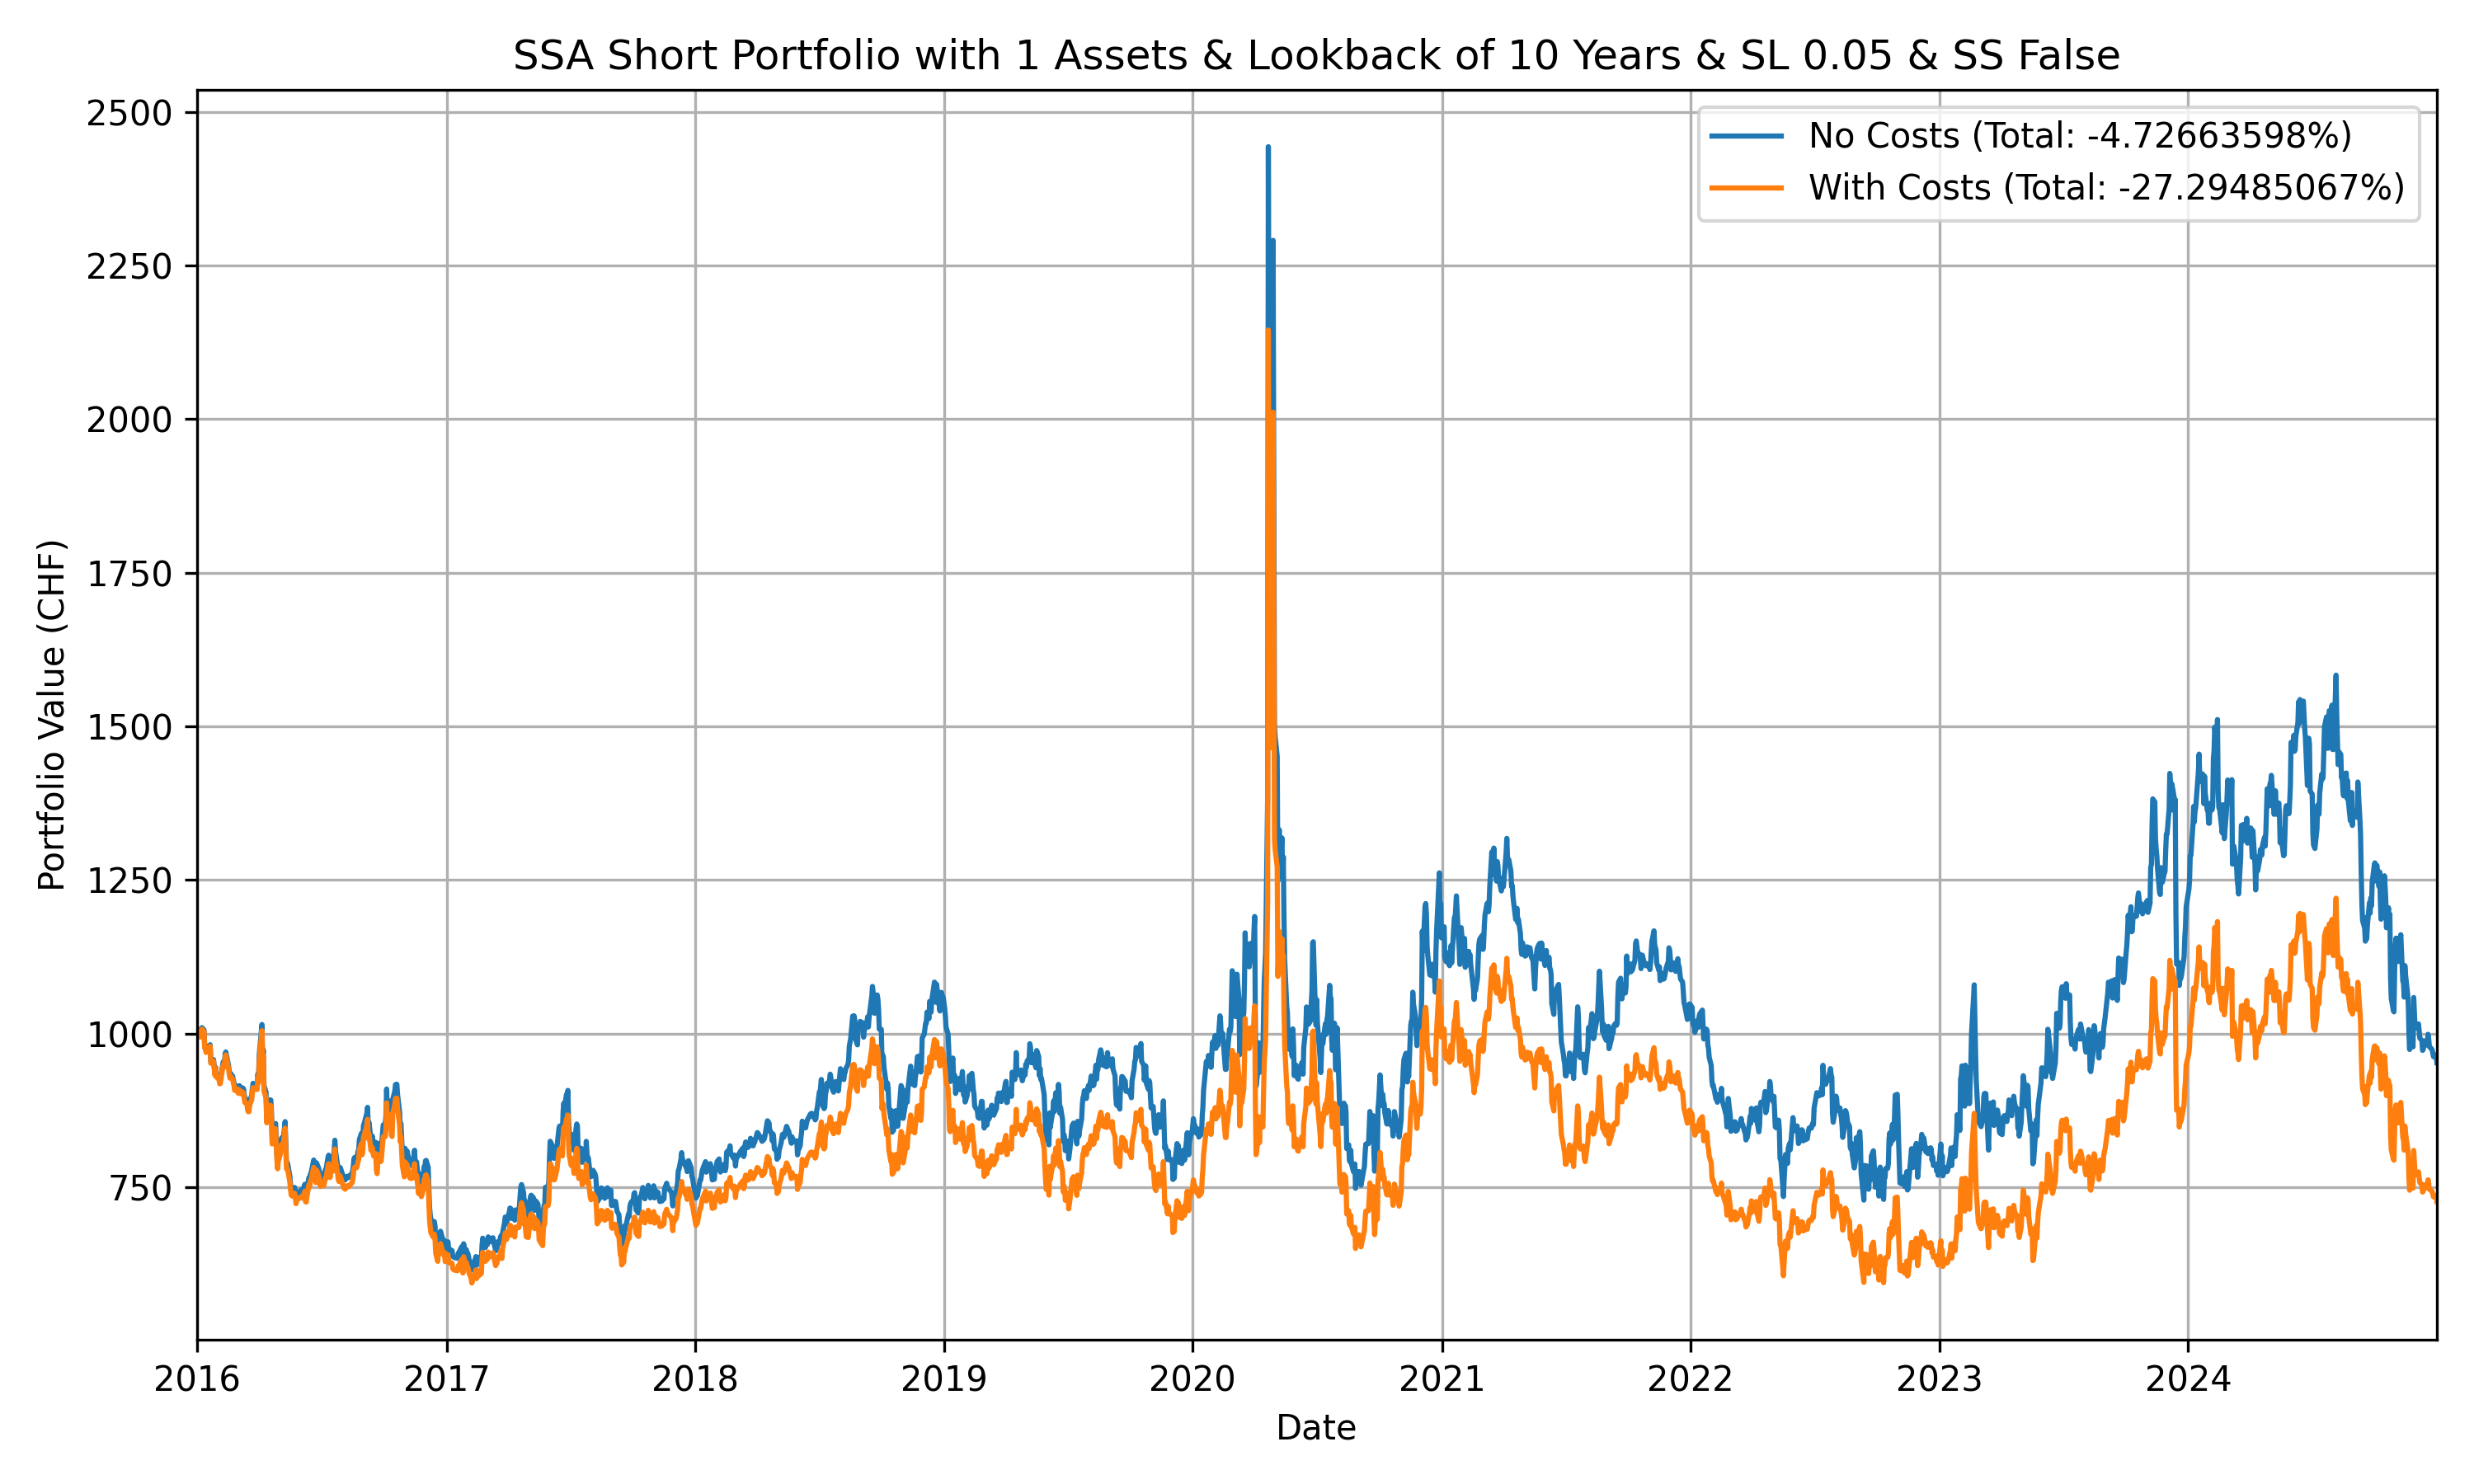 SSA Short Portfolio with 1 Assets & Lookback of 10 Years & SL 0.05 & SS False
No Costs (Total: -4.72663598%)
With Costs (Total: -27.29485067%)
Portfolio Value (CHF)
2500
2250
2000
1750
1500
1250
1000
750
2016 2017 2018 2019 2020 2021 2022 2023 2024
Date